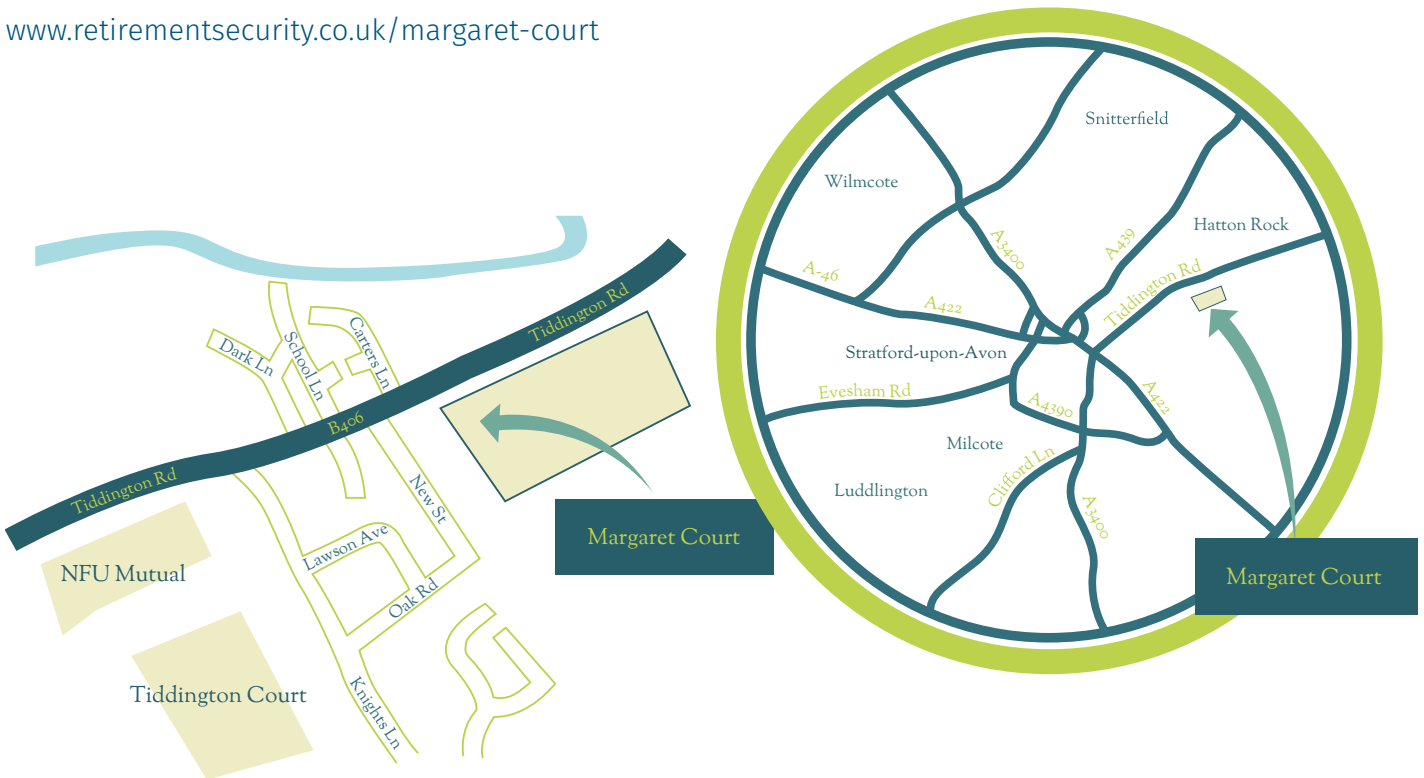 www.retirementsecurity.co.uk/margaret-court
Tiddington Rd
Carters Ln
School Ln
Dark Ln
B406
Tiddington Rd
New St
Lawson Ave
Oak Rd
Knights Ln
NFU Mutual
Tiddington Court
Margaret Court
Snitterfield
Wilmcote
Hatton Rock
A3400
A439
A-46
Tiddington Rd
A422
Stratford-upon-Avon
Evesham Rd
A4390
A422
Milcote
Clifford Ln
Luddlington
A3400
Margaret Court